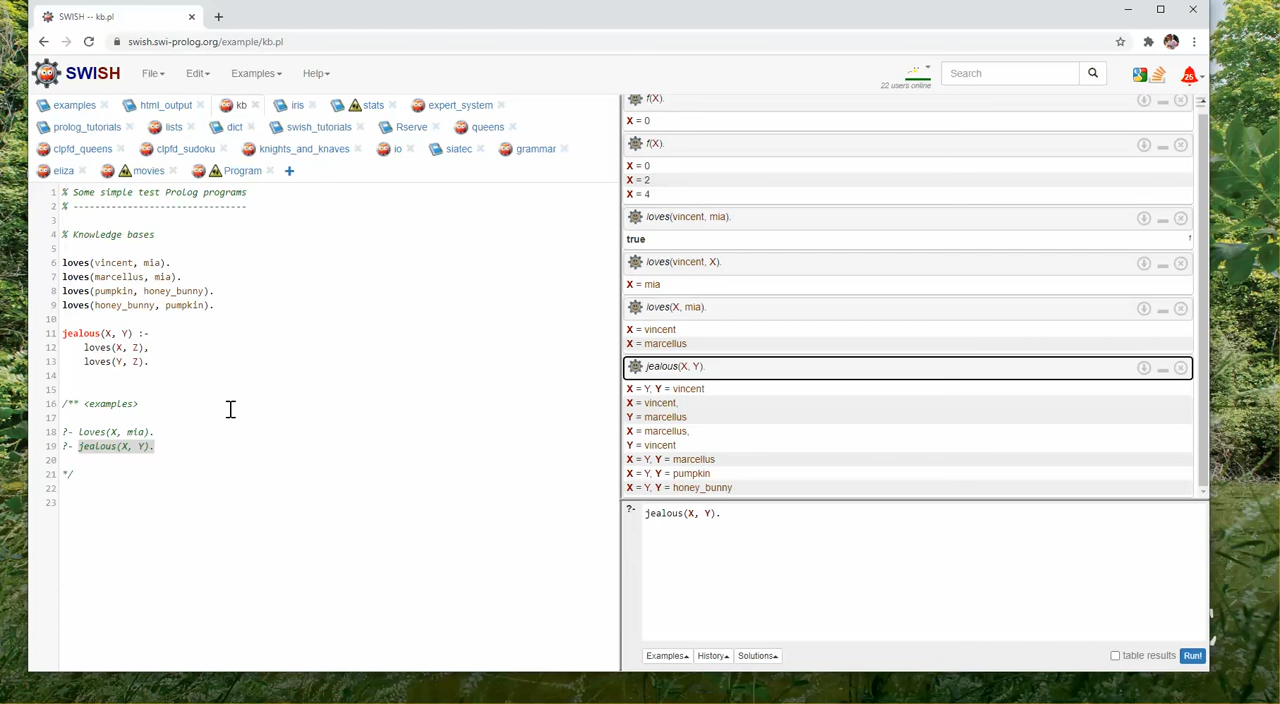 SWISH -- kb.pl
swish.swi-prolog.org/example/kb.pl
SWISH File Edit Examples Help 22 users online Search 25
examples html_output kb iris stats expert_system
prolog_tutorials lists dict swish_tutorials Rserve queens
clpfd_queens clpfd_sudoku knights_and_knaves io siatec grammar
eliza movies Program
1 % Some simple test Prolog programs
2 % -------------------------------
3
4 % Knowledge bases
5
6 loves(vincent, mia).
7 loves(marcellus, mia).
8 loves(pumpkin, honey_bunny).
9 loves(honey_bunny, pumpkin).
10
11 jealous(X, Y) :-
12 loves(X, Z),
13 loves(Y, Z).
14
15
16 /** <examples>
17
18 ?- loves(X, mia).
19 ?- jealous(X, Y).
20
21 */
22
23
f(X).
X = 0
f(X).
X = 0
X = 2
X = 4
loves(vincent, mia).
true 1
loves(vincent, X).
X = mia
loves(X, mia).
X = vincent
X = marcellus
jealous(X, Y).
X = Y, Y = vincent
X = vincent,
Y = marcellus
X = marcellus,
Y = vincent
X = Y, Y = marcellus
X = Y, Y = pumpkin
X = Y, Y = honey_bunny
?- jealous(X, Y).
Examples History Solutions table results Run!